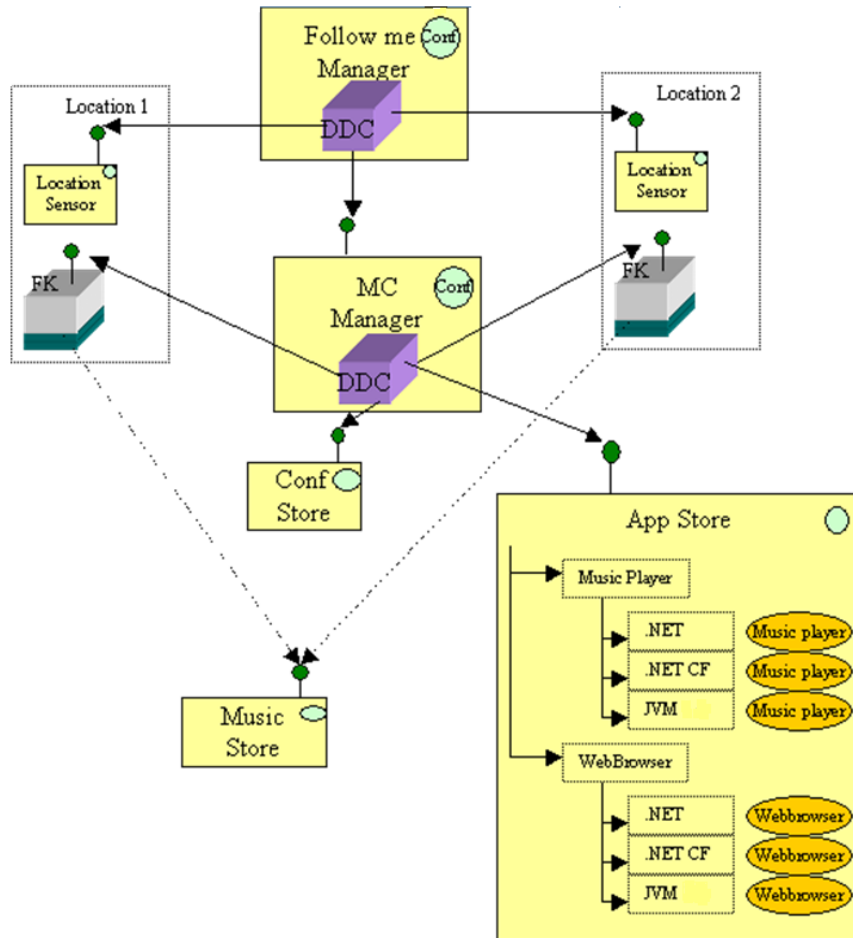 Follow me
Manager
Conf
DDC
Location 1
Location
Sensor
FK
Location 2
Location
Sensor
FK
MC
Manager
Conf
DDC
Conf
Store
Music
Store
App Store
Music Player
.NET
Music player
.NET CF
Music player
JVM
Music player
WebBrowser
.NET
Webbrowser
.NET CF
Webbrowser
JVM
Webbrowser